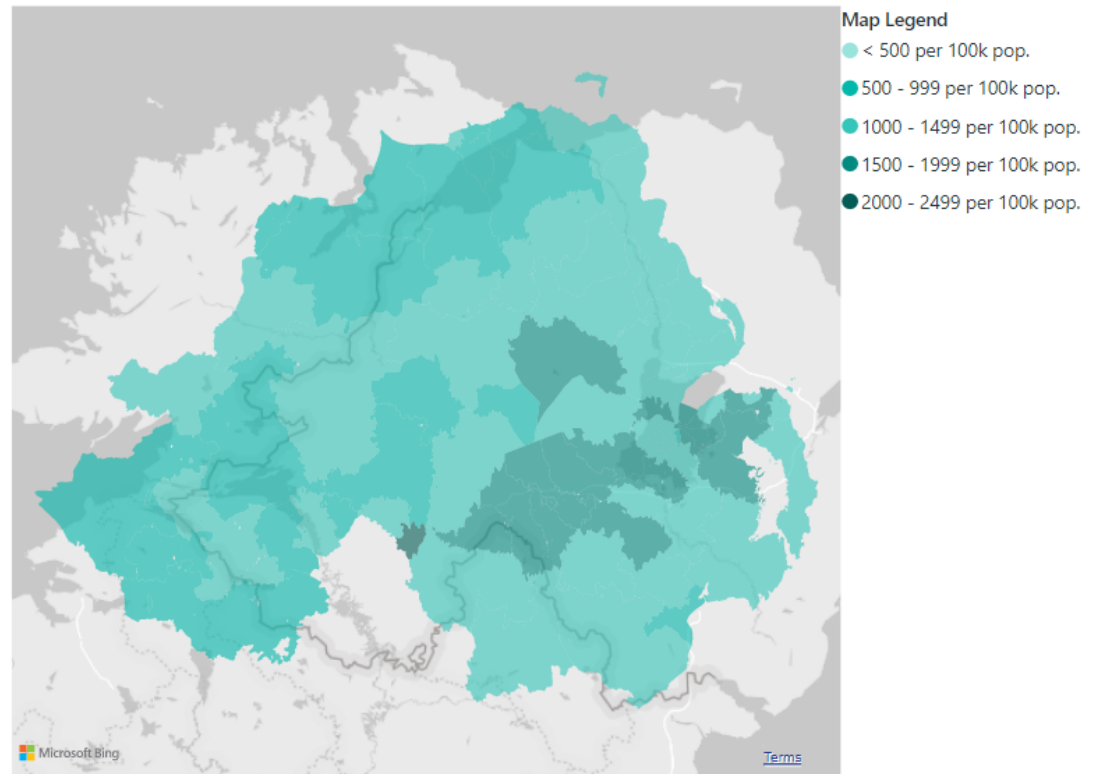 Map Legend
< 500 per 100k pop.
500 - 999 per 100k pop.
1000 - 1499 per 100k pop.
1500 - 1999 per 100k pop.
2000 - 2499 per 100k pop.
Microsoft Bing
Terms